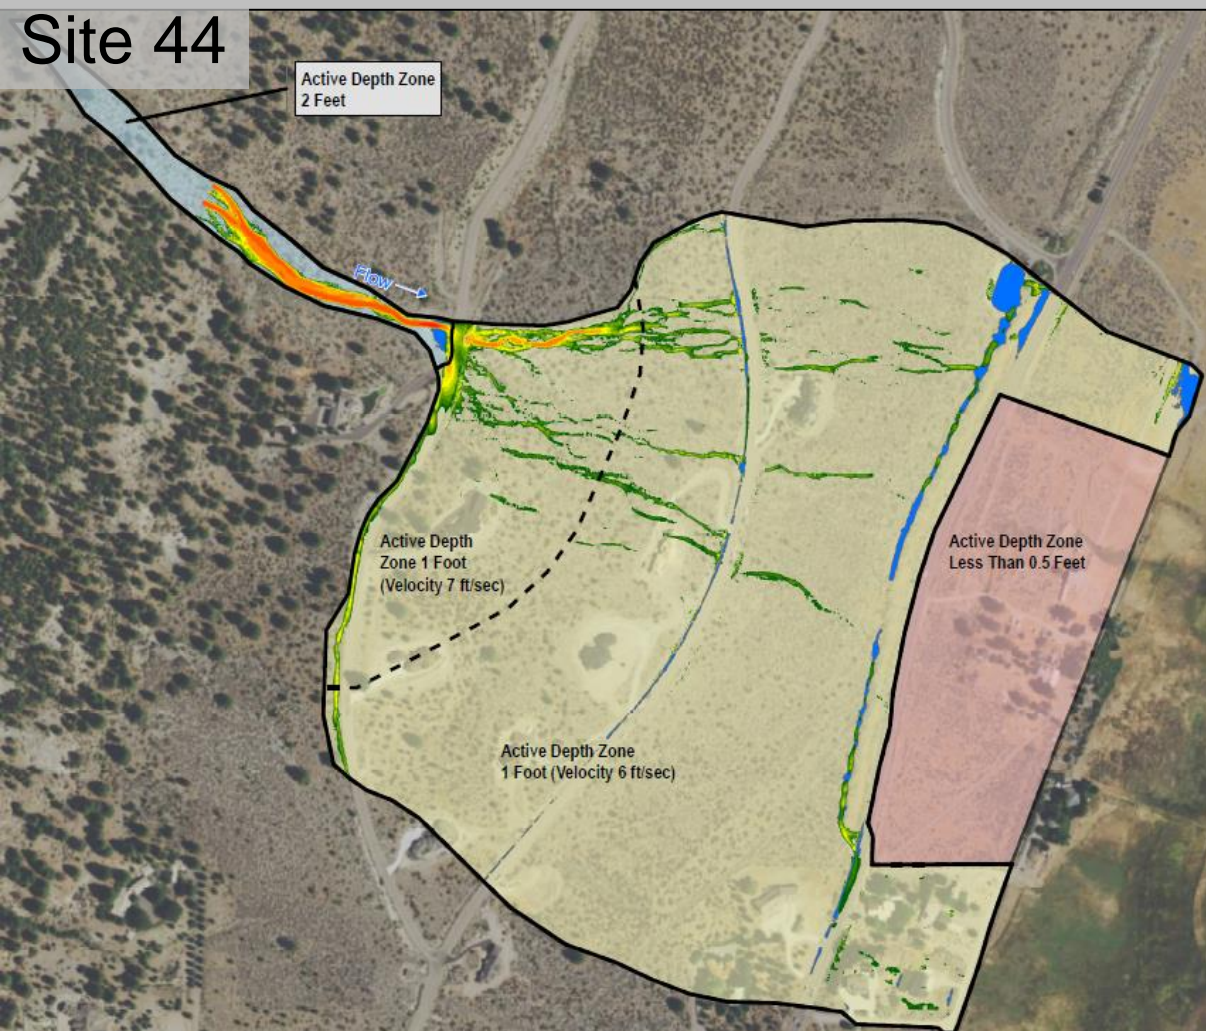 Site 44
Active Depth Zone
2 Feet
Flow
Active Depth
Zone 1 Foot
(Velocity 7 ft/sec)
Active Depth Zone
Less Than 0.5 Feet
Active Depth Zone
1 Foot (Velocity 6 ft/sec)